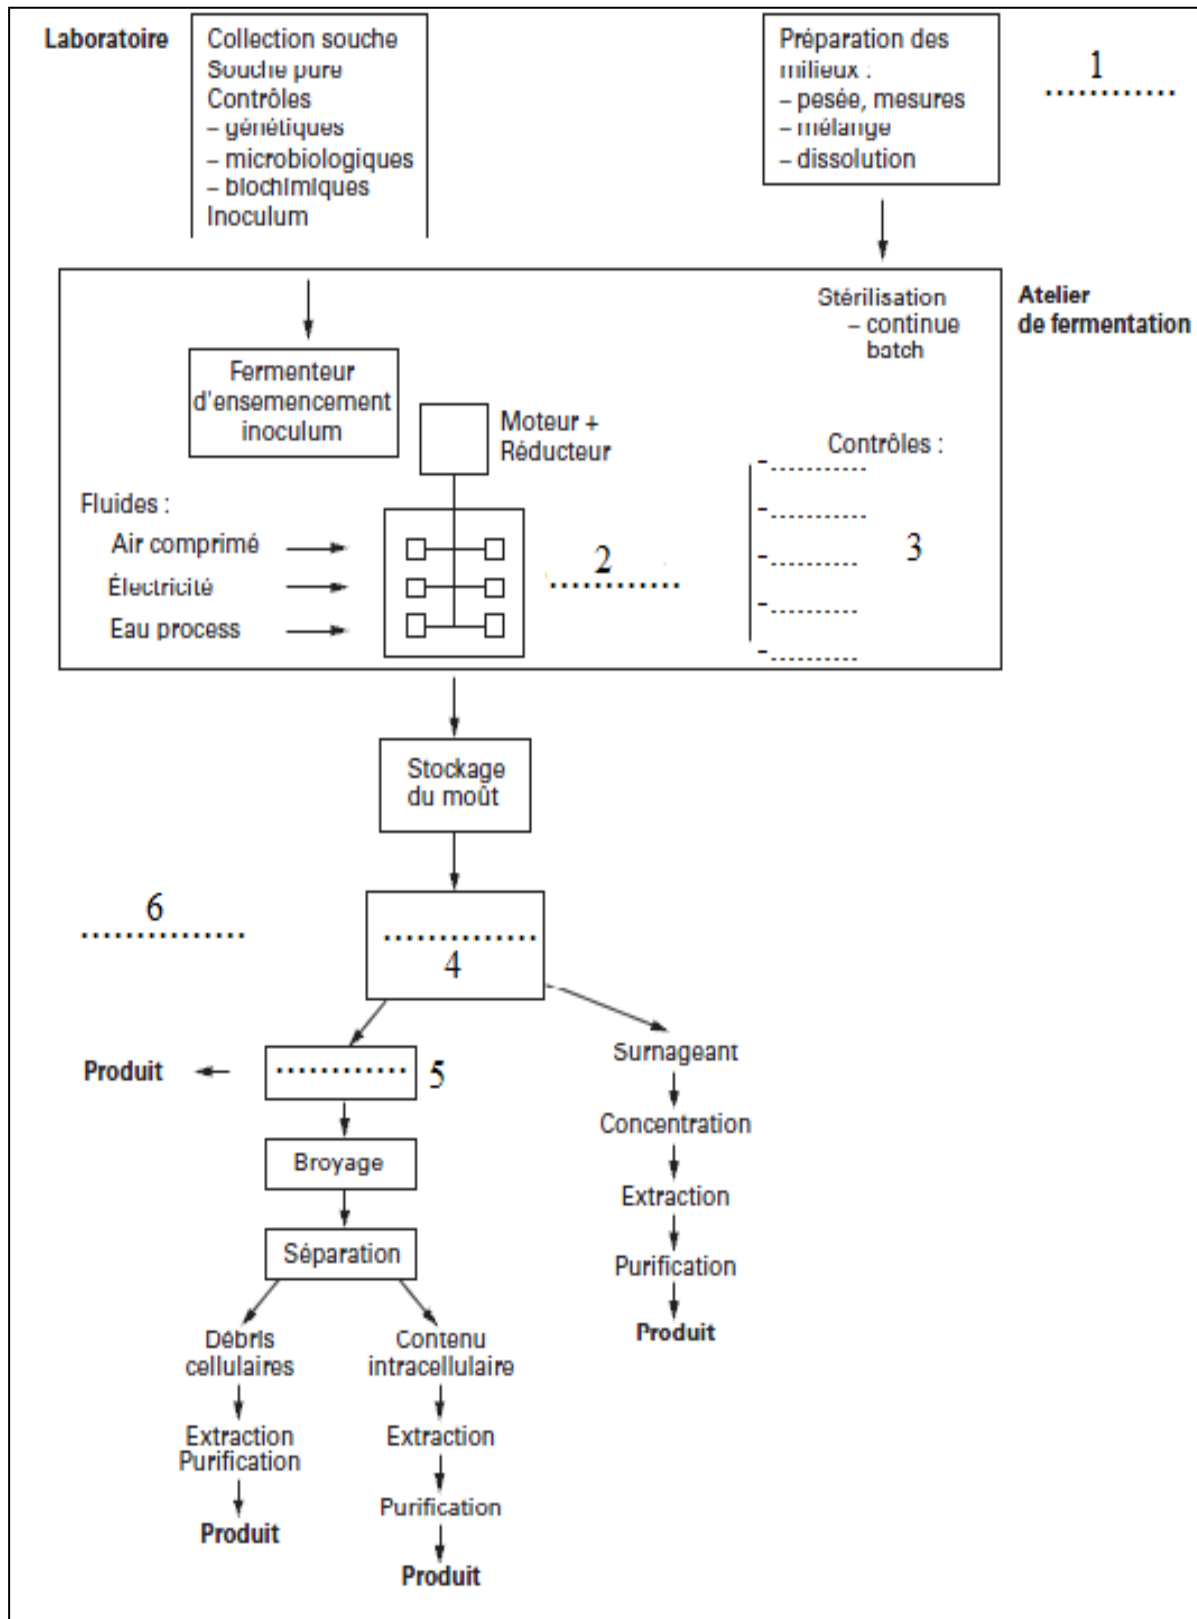 Laboratoire
Collection souche
Souche pure
Contrôles
– génétiques
– microbiologiques
– biochimiques
Inoculum
Préparation des
milieux :
– pesée, mesures
– mélange
– dissolution
1
............
Stérilisation
– continue
batch
Atelier
de fermentation
Fermenteur
d'ensemencement
inoculum
Moteur +
Réducteur
Contrôles :
-...........
-...........
-..........
-..........
-..........
3
Fluides :
Air comprimé
Électricité
Eau process
2
............
Stockage
du moût
6
...............
..............
4
Produit
............
5
Surnageant
Concentration
Extraction
Purification
Produit
Broyage
Séparation
Débris
cellulaires
Extraction
Purification
Produit
Contenu
intracellulaire
Extraction
Purification
Produit